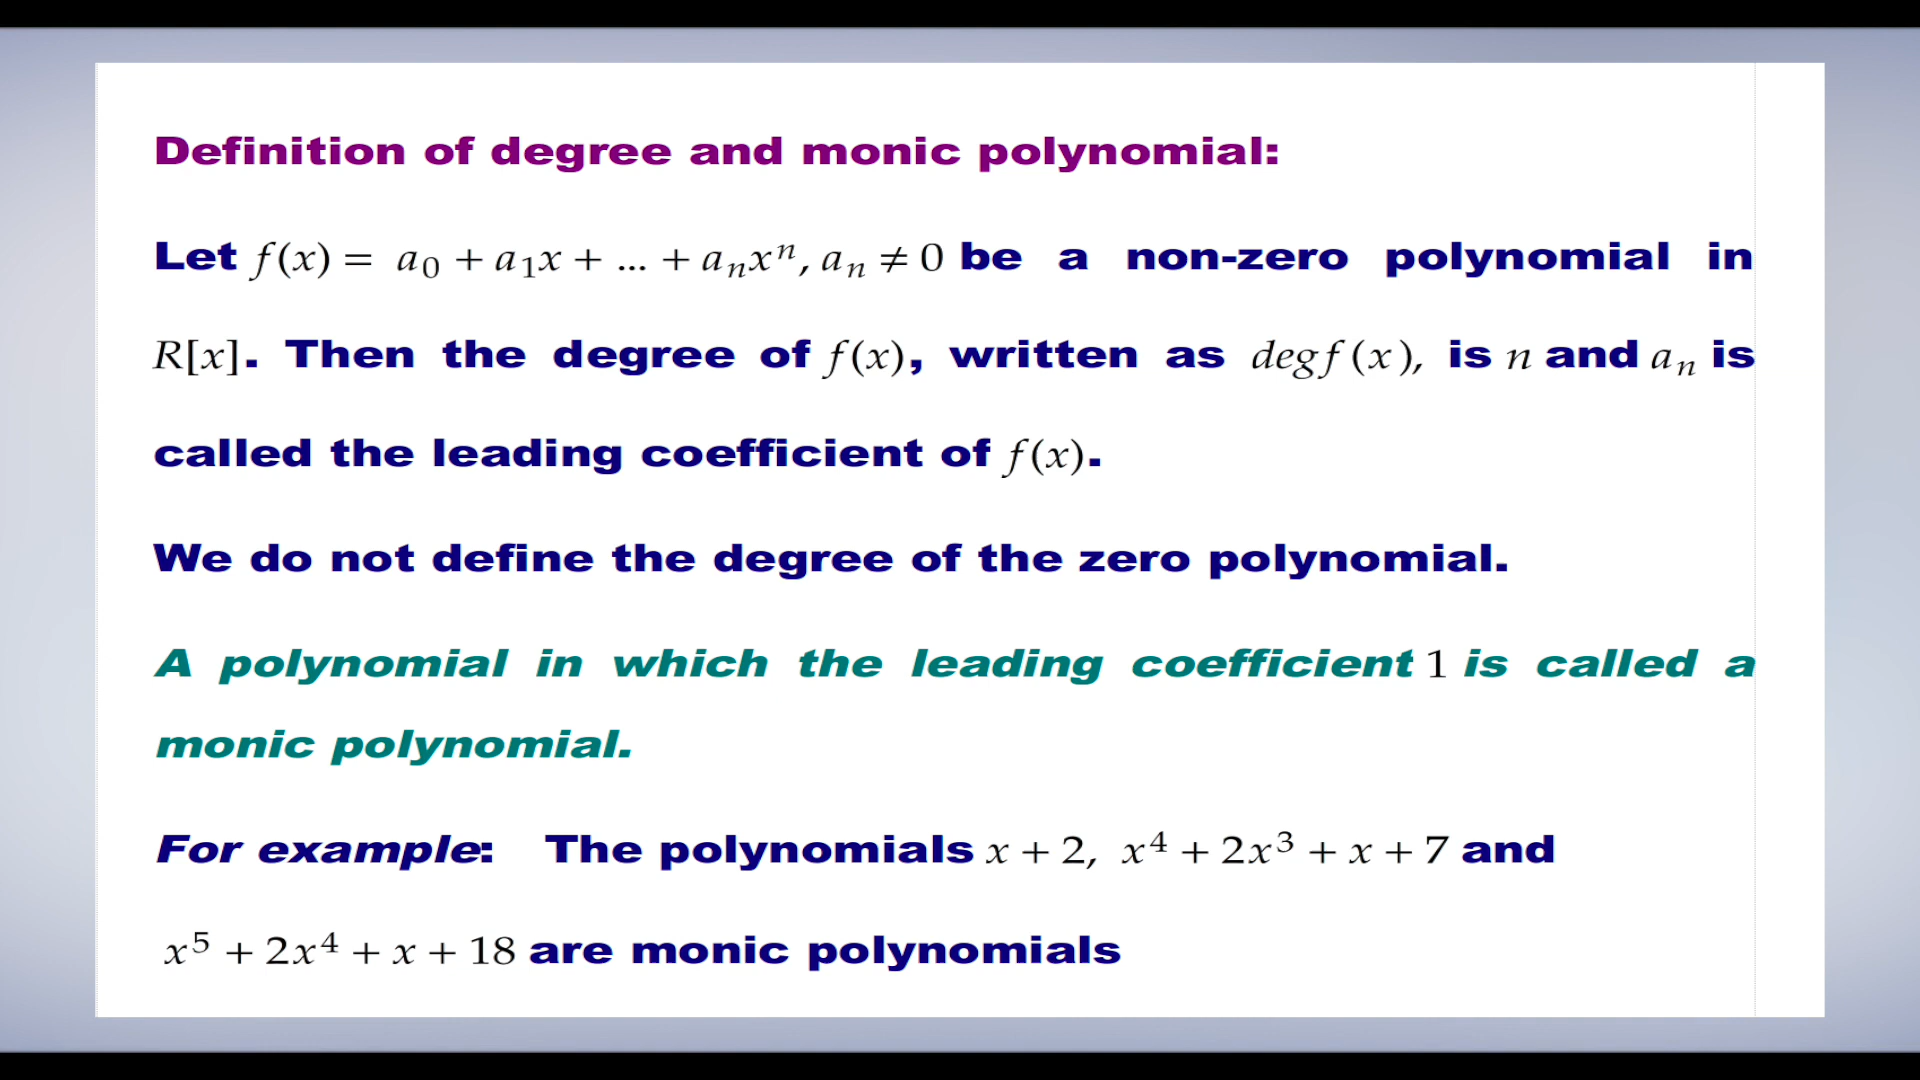 Definition of degree and monic polynomial:
Let f(x) = a₀ + a₁x + ... + aₙxⁿ, aₙ ≠ 0 be a non-zero polynomial in
R[x]. Then the degree of f(x), written as deg f(x), is n and aₙ is
called the leading coefficient of f(x).
We do not define the degree of the zero polynomial.
A polynomial in which the leading coefficient 1 is called a
monic polynomial.
For example: The polynomials x + 2, x⁴ + 2x³ + x + 7 and
x⁵ + 2x⁴ + x + 18 are monic polynomials